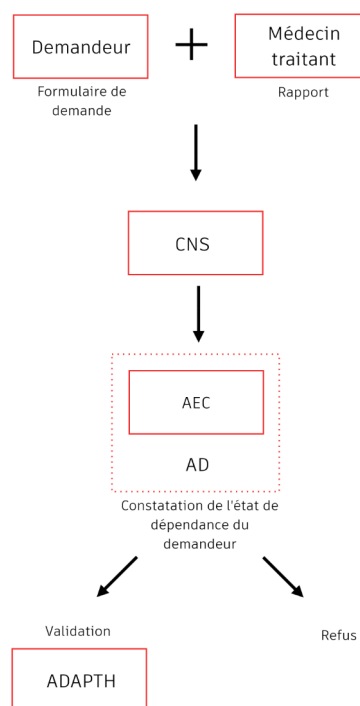 Demandeur
Médecin
traitant
Formulaire de
demande
Rapport
CNS
AEC
AD
Constatation de l'état de
dépendance du
demandeur
Validation
Refus
ADAPTH